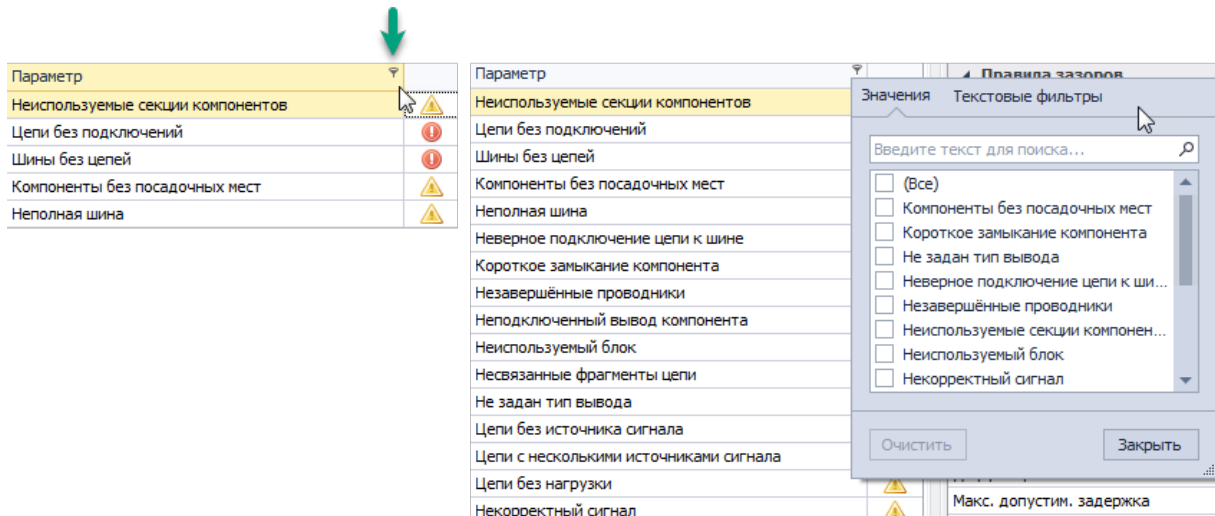 Параметр
Неиспользуемые секции компонентов
Цепи без подключений
Шины без цепей
Компоненты без посадочных мест
Неполная шина
Параметр
Неиспользуемые секции компонентов
Цепи без подключений
Шины без цепей
Компоненты без посадочных мест
Неполная шина
Неверное подключение цепи к шине
Короткое замыкание компонента
Незавершённые проводники
Неподключенный вывод компонента
Неиспользуемый блок
Несвязанные фрагменты цепи
Не задан тип вывода
Цепи без источника сигнала
Цепи с несколькими источниками сигнала
Цепи без нагрузки
Некорректный сигнал
Правила зазоров
Значения Текстовые фильтры
Введите текст для поиска...
(Все)
Компоненты без посадочных мест
Короткое замыкание компонента
Не задан тип вывода
Неверное подключение цепи к ши...
Незавершённые проводники
Неиспользуемые секции компонен...
Неиспользуемый блок
Некорректный сигнал
Очистить Закрыть
Макс. допустим. задержка